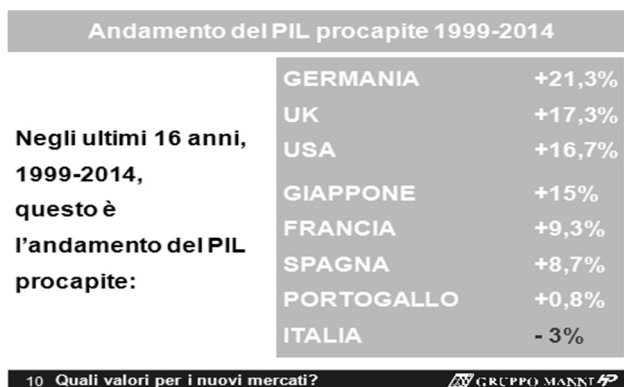 Andamento del PIL procapite 1999-2014
Negli ultimi 16 anni,
1999-2014,
questo è
l'andamento del PIL
procapite:
GERMANIA +21,3%
UK +17,3%
USA +16,7%
GIAPPONE +15%
FRANCIA +9,3%
SPAGNA +8,7%
PORTOGALLO +0,8%
ITALIA - 3%
10 Quali valori per i nuovi mercati? GRUPPO MANNI HP